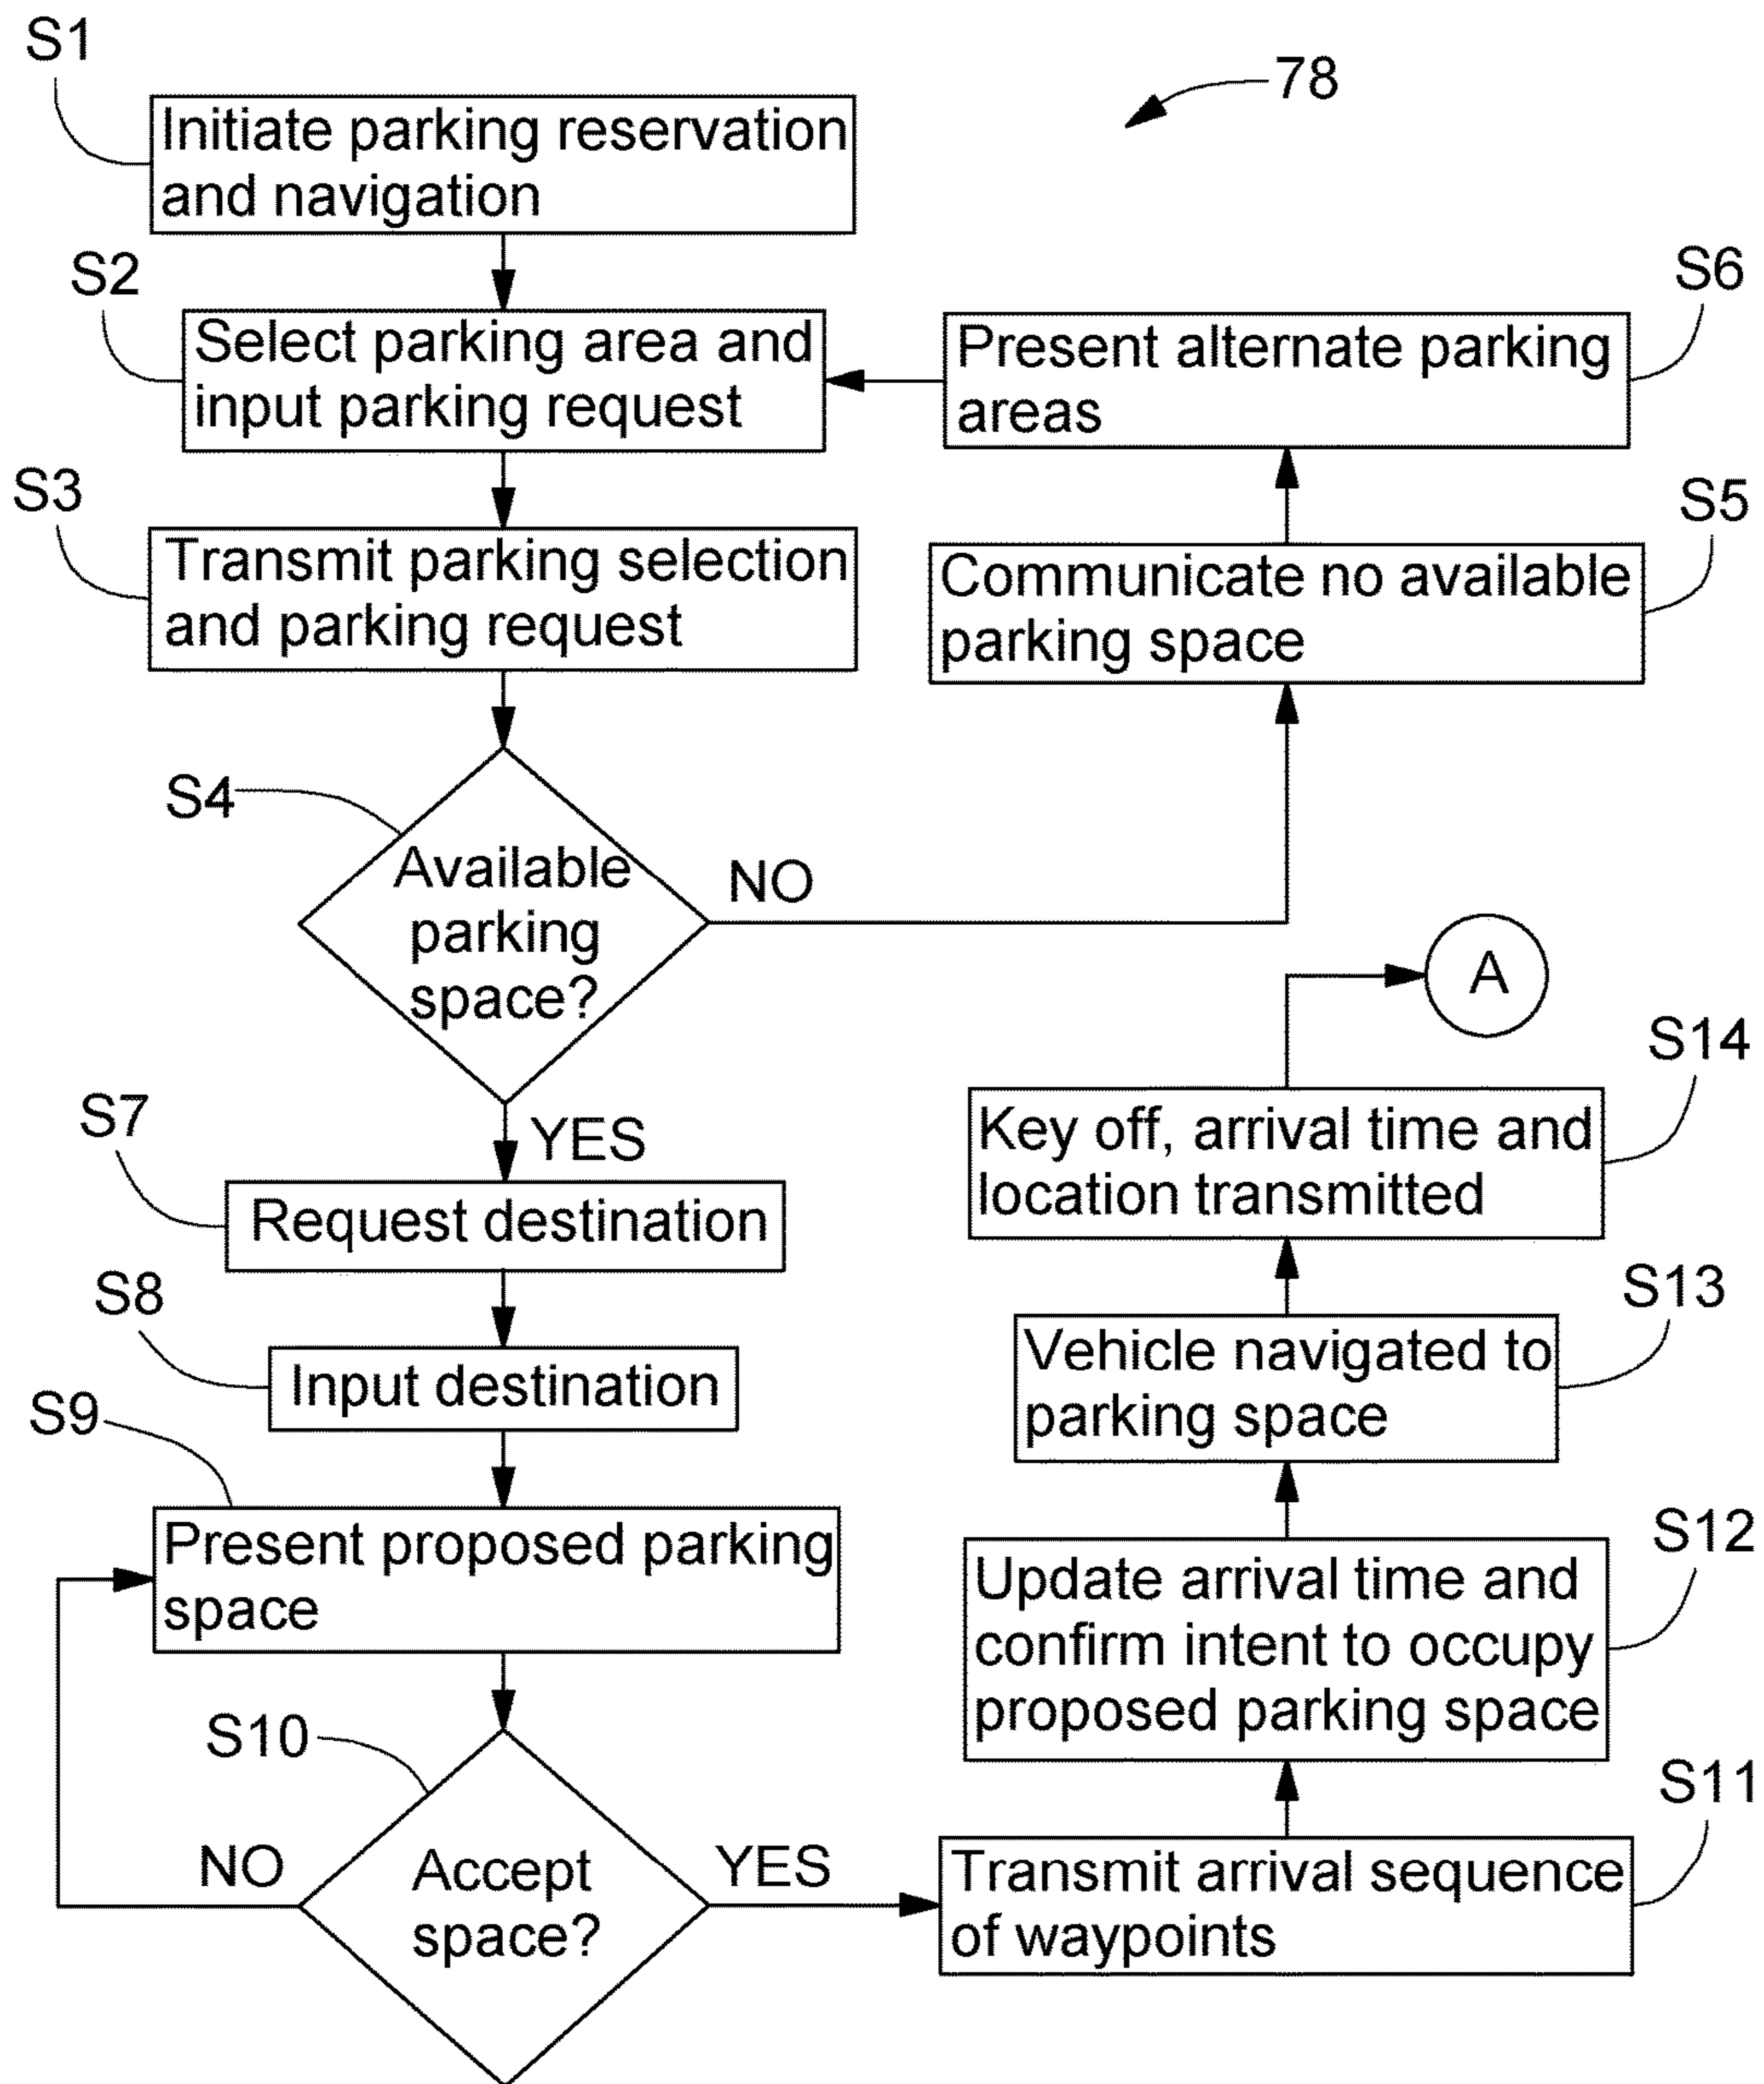 S1
78
Initiate parking reservation
and navigation
S2
Select parking area and
input parking request
S6
Present alternate parking
areas
S3
Transmit parking selection
and parking request
S5
Communicate no available
parking space
S4
Available
parking
space?
NO
YES
A
S14
Key off, arrival time and
location transmitted
S7
Request destination
S8
Input destination
S13
Vehicle navigated to
parking space
S9
Present proposed parking
space
S12
Update arrival time and
confirm intent to occupy
proposed parking space
S10
Accept
space?
NO
YES
S11
Transmit arrival sequence
of waypoints